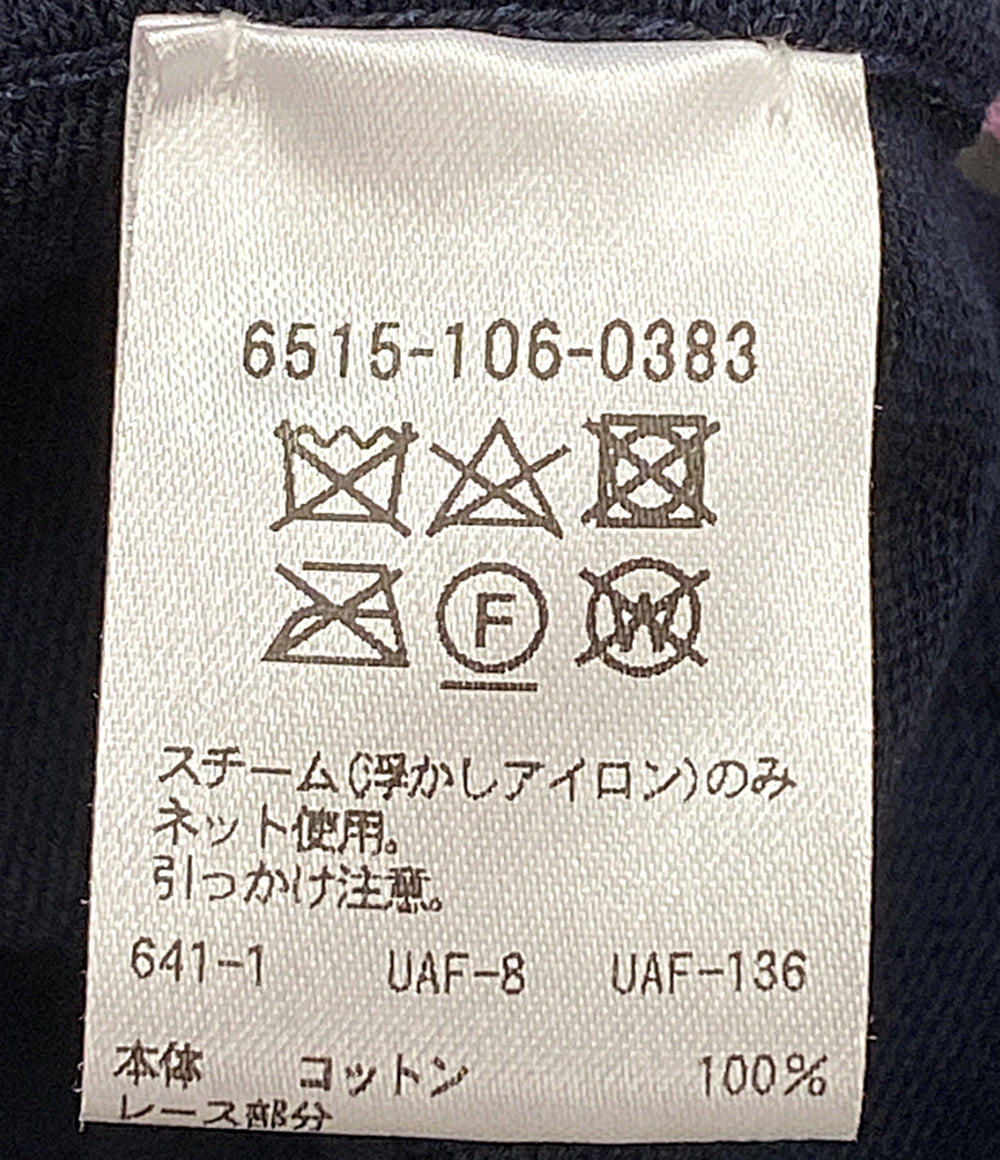 6515-106-0383
F W
スチーム(浮かしアイロン)のみ
ネット使用。
引っかけ注意。
641-1 UAF-8 UAF-136
本体 コットン 100%
レース部分